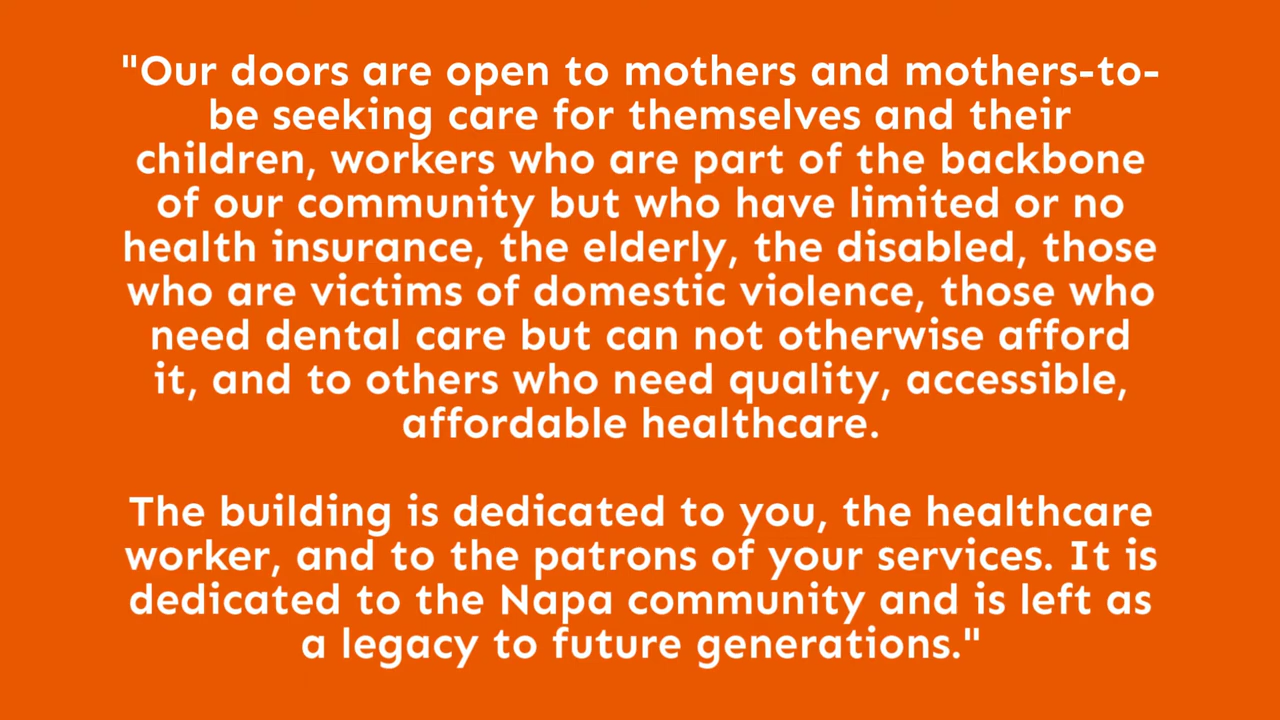 "Our doors are open to mothers and mothers-to-
be seeking care for themselves and their
children, workers who are part of the backbone
of our community but who have limited or no
health insurance, the elderly, the disabled, those
who are victims of domestic violence, those who
need dental care but can not otherwise afford
it, and to others who need quality, accessible,
affordable healthcare.
The building is dedicated to you, the healthcare
worker, and to the patrons of your services. It is
dedicated to the Napa community and is left as
a legacy to future generations."